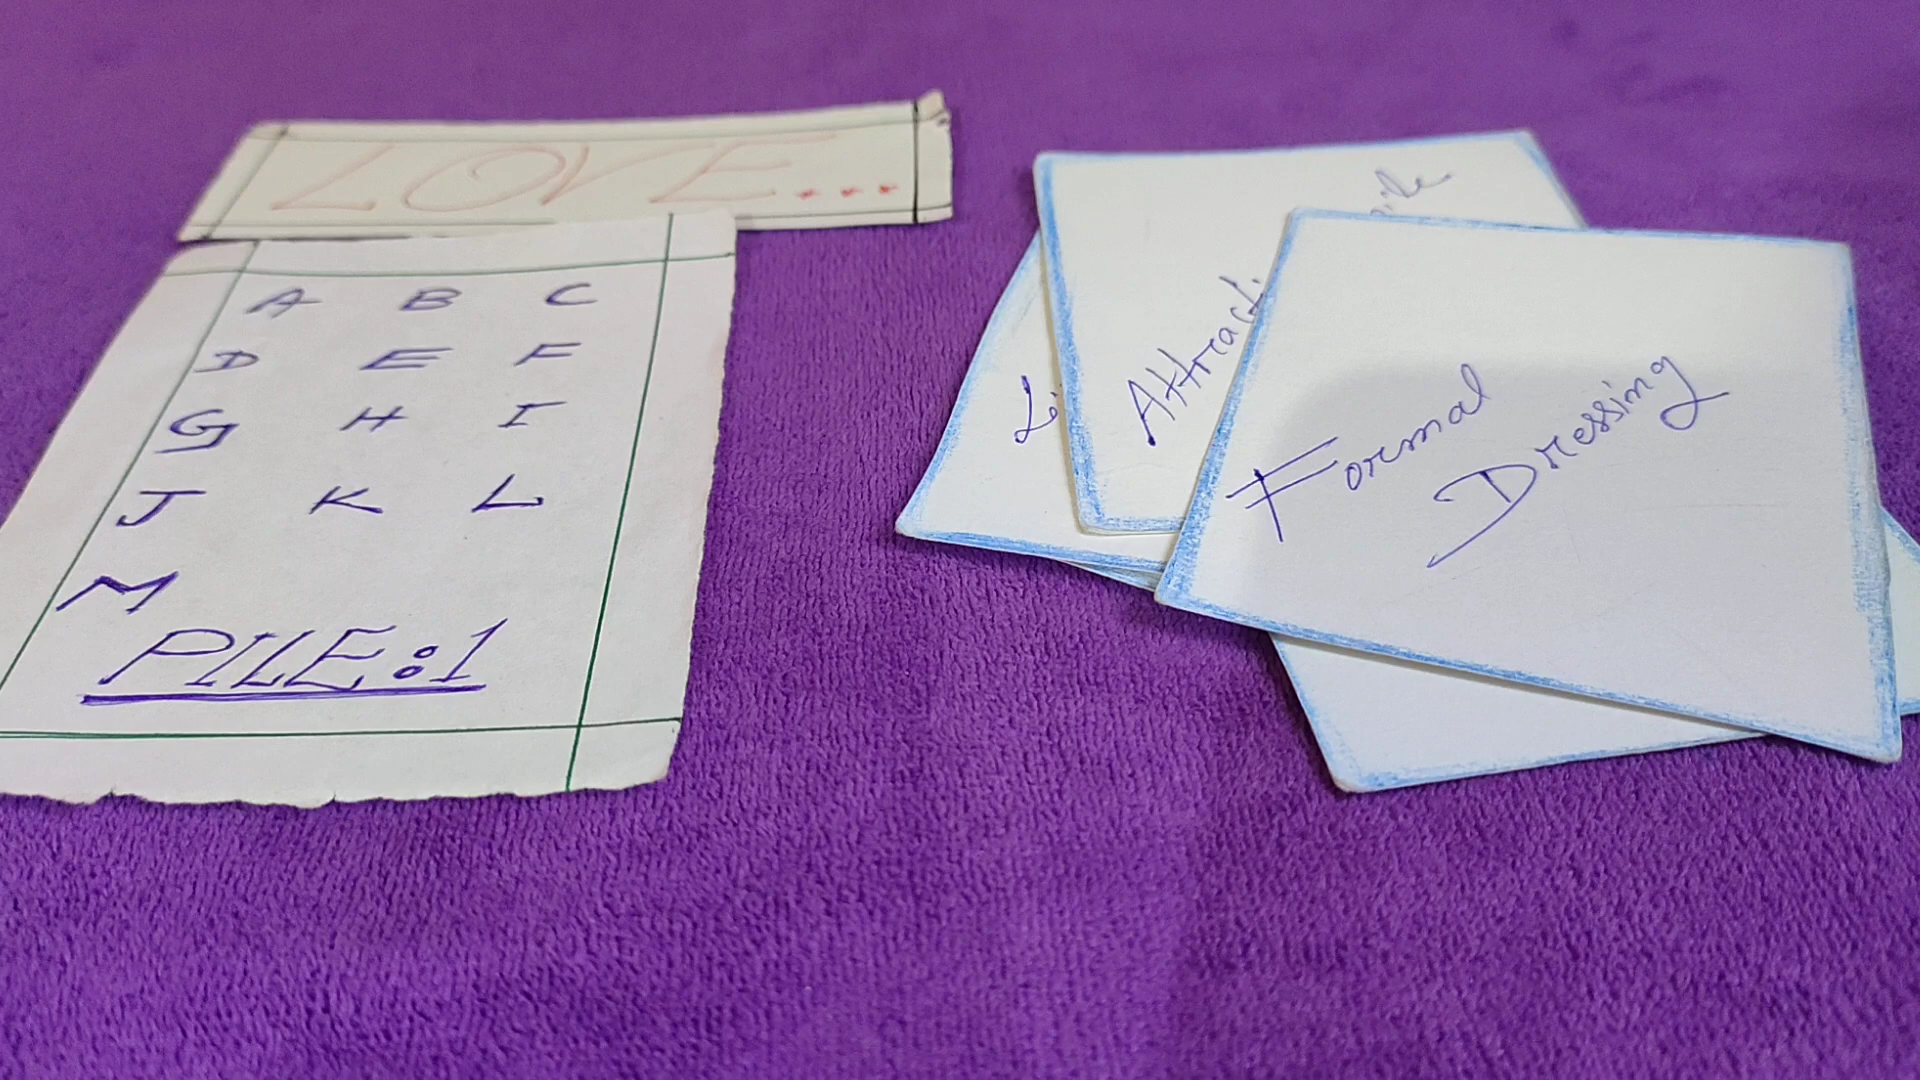 LOVE...
A B C
D E F
G H I
J K L
M
PILE:1
Formal
Dressing